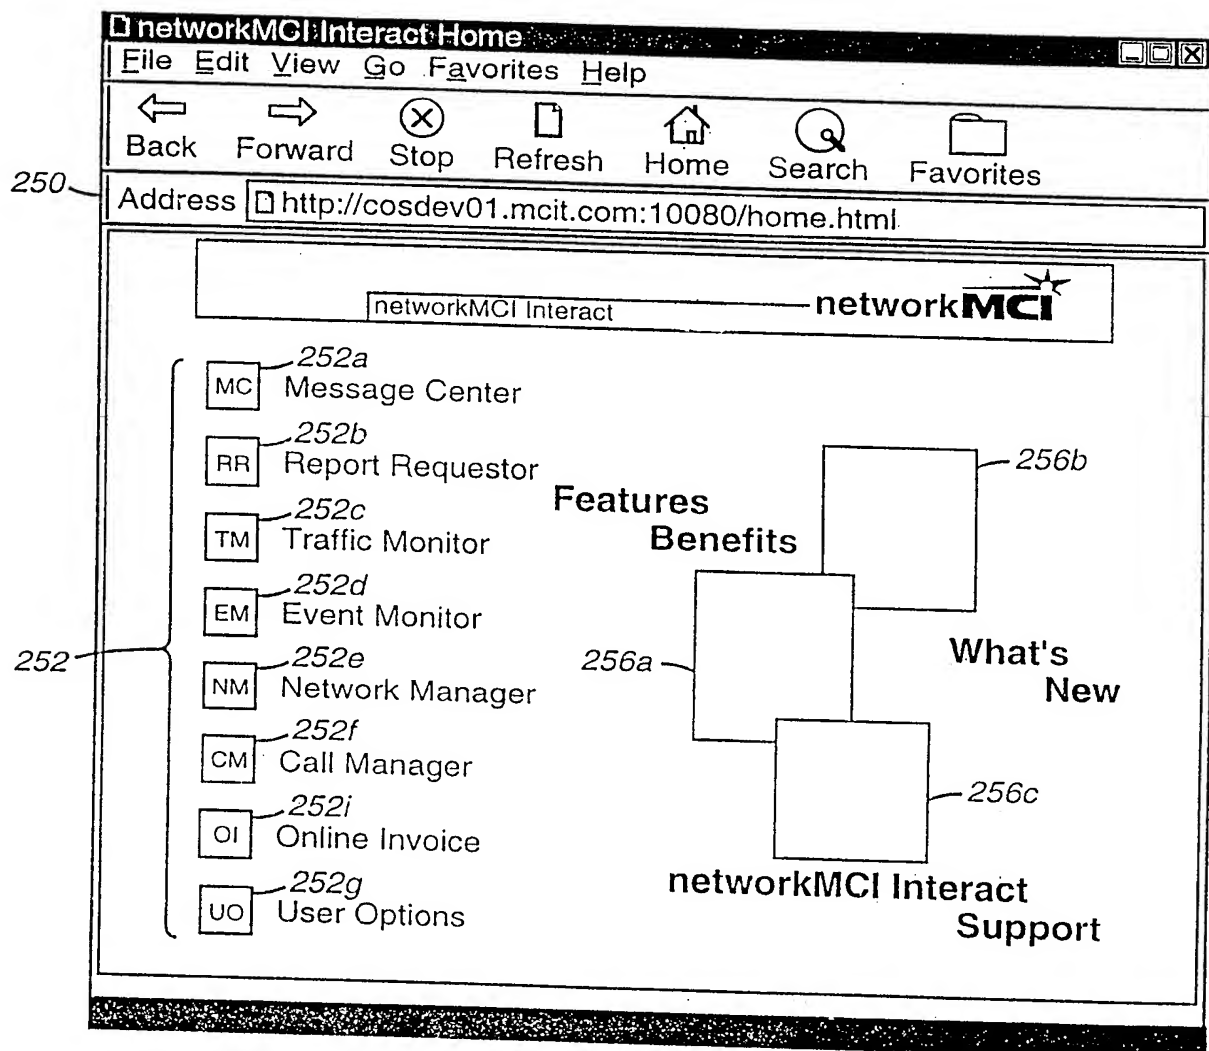 networkMCI Interact Home
File Edit View Go Favorites Help
Back Forward Stop Refresh Home Search Favorites
250
Address http://cosdev01.mcit.com:10080/home.html
networkMCI Interact
networkMCI
252
252a
MC Message Center
252b
RR Report Requestor
252c
TM Traffic Monitor
252d
EM Event Monitor
252e
NM Network Manager
252f
CM Call Manager
252i
OI Online Invoice
252g
UO User Options
Features
Benefits
256b
256a
What's
New
256c
networkMCI Interact
Support